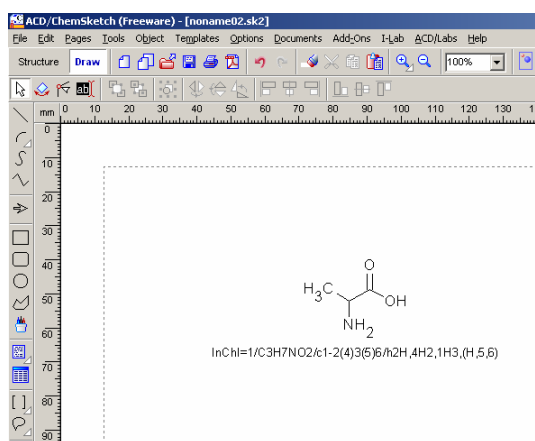 ACD/ChemSketch (Freeware) - [noname02.sk2]
File Edit Pages Tools Object Templates Options Documents Add-Ons I-Lab ACD/Labs Help
Structure Draw 100%
ab
mm 0 10 20 30 40 50 60 70 80 90 100 110 120 130 1
0
10
20
30
40
50
60
70
80
90
O
H3C
OH
NH2
InChI=1/C3H7NO2/c1-2(4)3(5)6/h2H,4H2,1H3,(H,5,6)